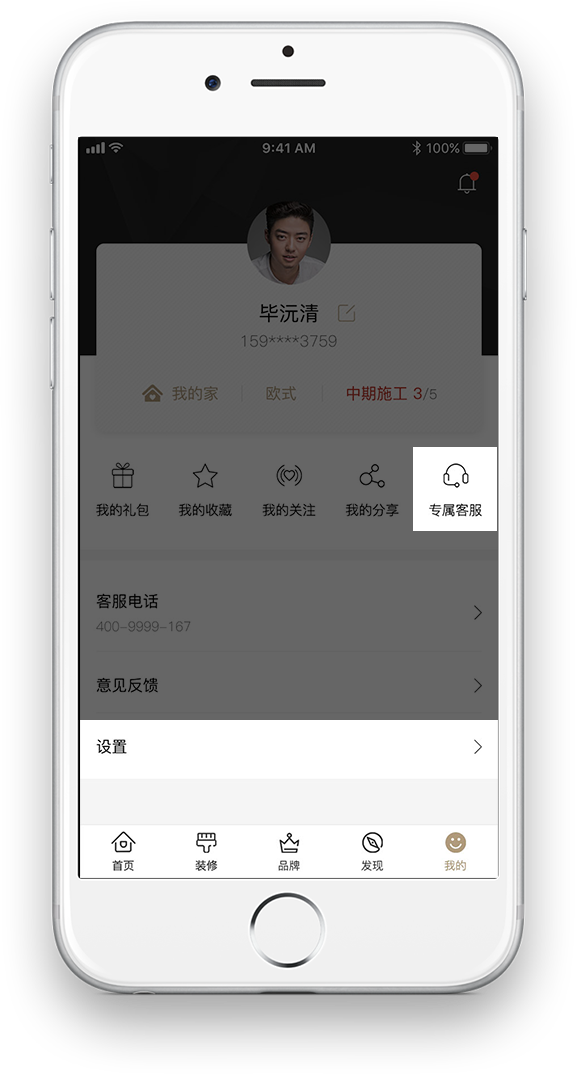 9:41 AM 100%
毕沅清
159****3759
我的家 欧式 中期施工 3/5
我的礼包 我的收藏 我的关注 我的分享 专属客服
客服电话
400-9999-167
意见反馈
设置
首页 装修 品牌 发现 我的